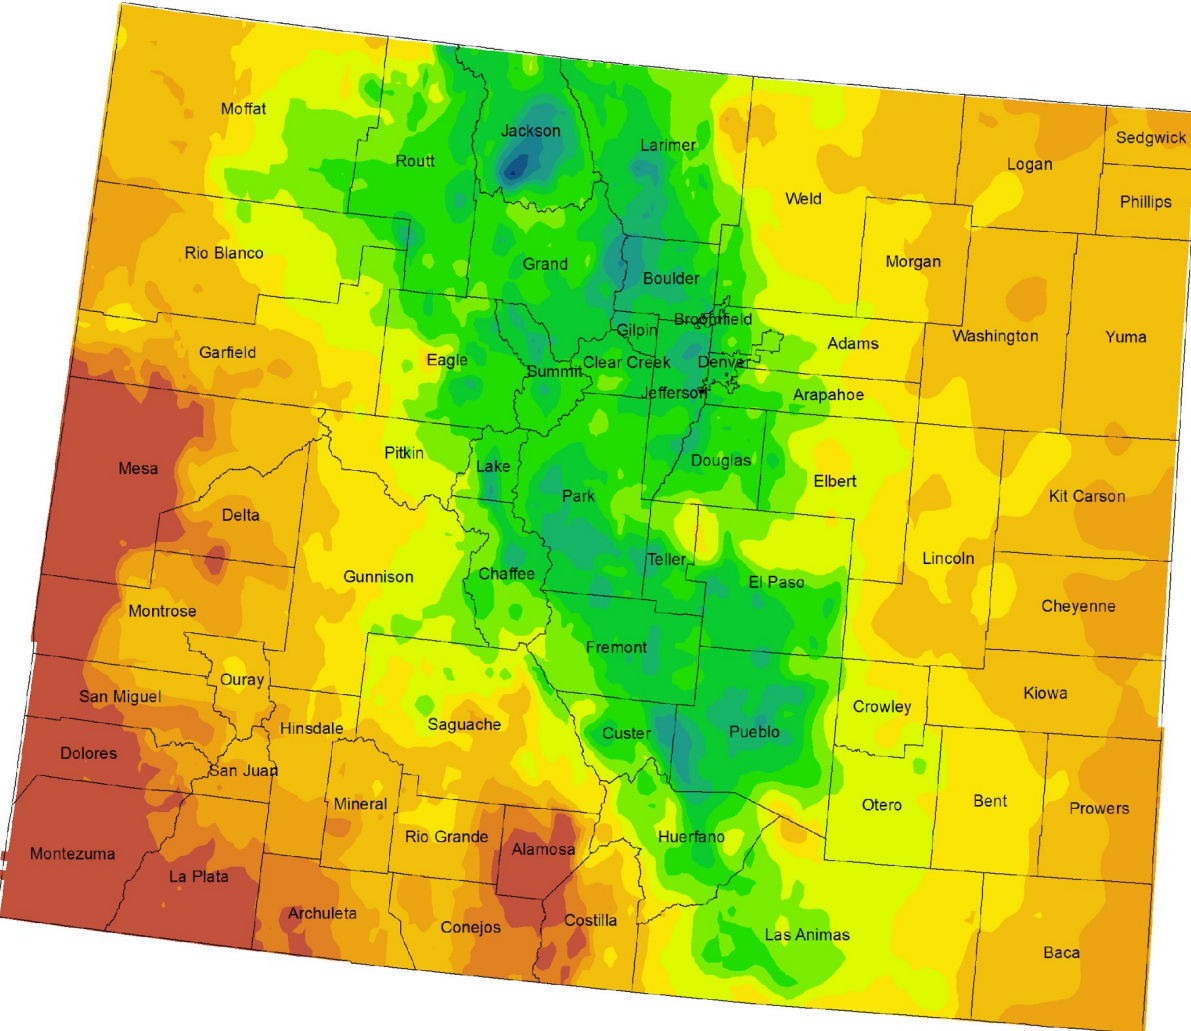 Moffat
Jackson
Larimer
Routt
Sedgwick
Logan
Phillips
Weld
Rio Blanco
Grand
Boulder
Morgan
Broomfield
Gilpin
Washington
Yuma
Garfield
Eagle
Summit
Clear Creek
Denver
Adams
Jefferson
Arapahoe
Mesa
Pitkin
Lake
Park
Douglas
Elbert
Kit Carson
Delta
Gunnison
Chaffee
Teller
El Paso
Lincoln
Cheyenne
Montrose
Fremont
Ouray
San Miguel
Hinsdale
Saguache
Custer
Pueblo
Crowley
Kiowa
Dolores
San Juan
Mineral
Rio Grande
Alamosa
Huerfano
Otero
Bent
Prowers
Montezuma
La Plata
Archuleta
Conejos
Costilla
Las Animas
Baca